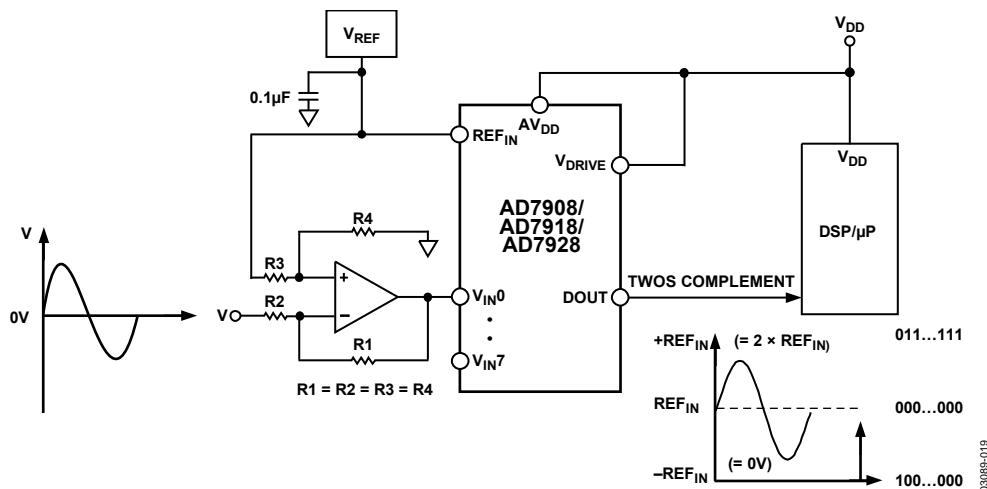 VREF
0.1µF
VDD
AVDD
REFIN
VDRIVE
VDD
AD7908/
AD7918/
AD7928
DSP/µP
V
R4
R3
+
R2
TWOS COMPLEMENT
0V
V
–
VIN0
DOUT
R1
VIN7
R1 = R2 = R3 = R4
+REFIN
(= 2 × REFIN)
011…111
REFIN
000…000
(= 0V)
–REFIN
100…000
03089-019